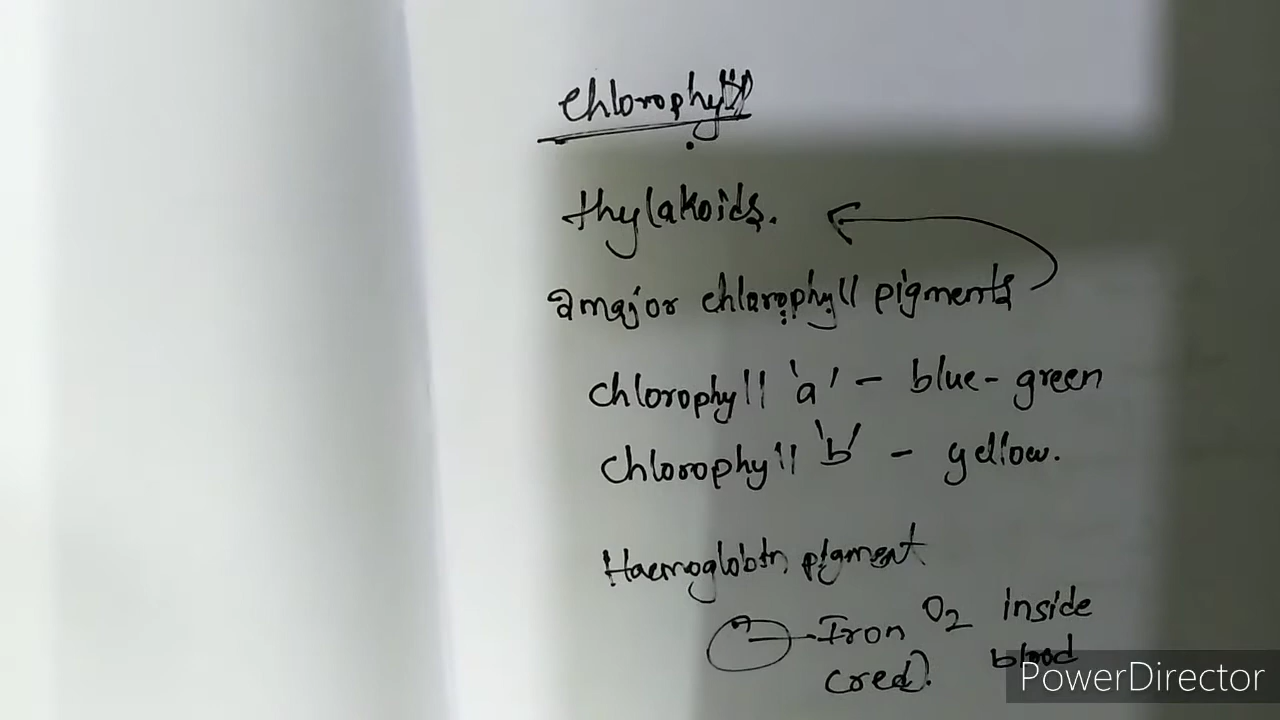 chlorophyll
thylakoids.
2 major chlorophyll pigments
chlorophyll 'a' - blue-green
chlorophyll 'b' - yellow.
Haemoglobin pigment
Iron O2 inside
(red). blood
PowerDirector